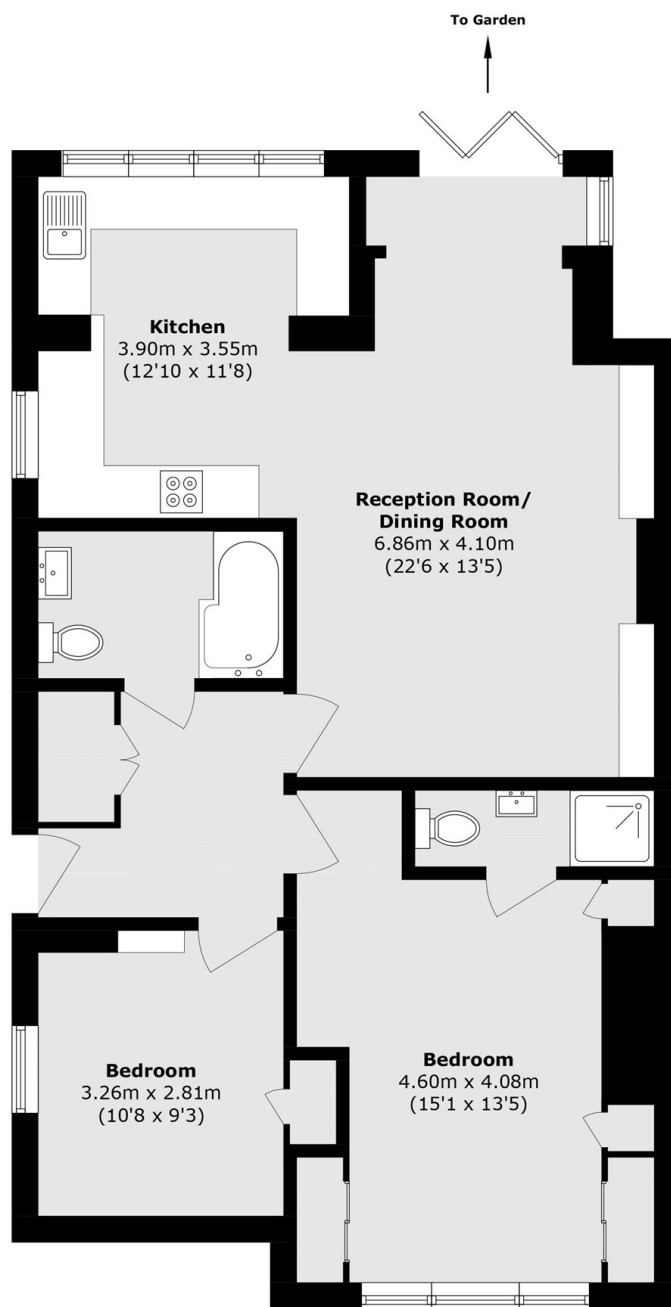 To Garden
Kitchen
3.90m x 3.55m
(12'10 x 11'8)
Reception Room/
Dining Room
6.86m x 4.10m
(22'6 x 13'5)
Bedroom
3.26m x 2.81m
(10'8 x 9'3)
Bedroom
4.60m x 4.08m
(15'1 x 13'5)